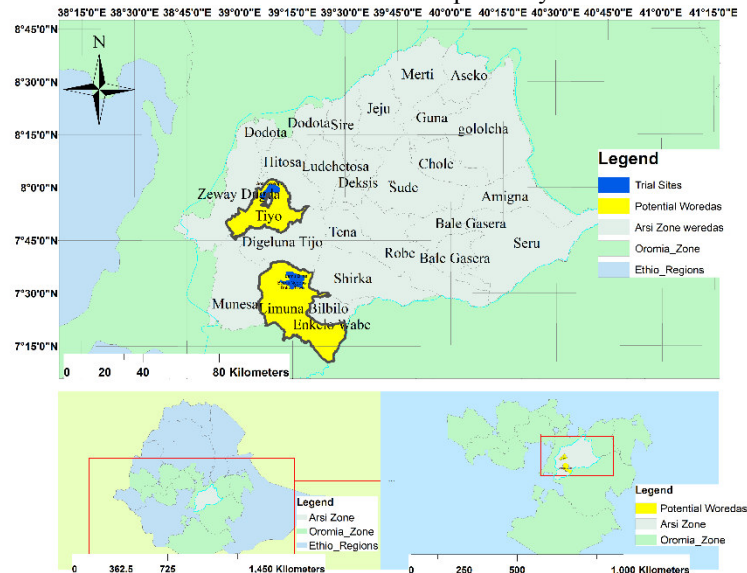 38°15'0"E 38°30'0"E 38°45'0"E 39°0'0"E 39°15'0"E 39°30'0"E 39°45'0"E 40°0'0"E 40°15'0"E 40°30'0"E 40°45'0"E 41°0'0"E
8°45'0"N
N
8°30'0"N
Merti Aseko
Jeju
Guna
8°15'0"N
Dodota DodotaSire gololcha
Hitosa Ludehetosa Chole
Legend
8°0'0"N
Deksis Sude
Trial Sites
Zeway Dugda
Amigna
Potential Woredas
Tiyo
Arsi Zone weredas
Tena Bale Gasera
7°45'0"N
Digeluna Tijo
Seru
Oromia_Zone
Robe Bale Gasera
Ethio_Regions
Shirka
7°30'0"N
Munesa Limuna Bilbilo
Enkelo Wabe
7°15'0"N
0 20 40 80 Kilometers
Legend
Arsi Zone
Oromia_Zone
Ethio_Regions
0 362.5 725 1,450 Kilometers
...
Legend
Potential Woredas
Arsi Zone
Oromia_Zone
0 250 500 1,000 Kilometers